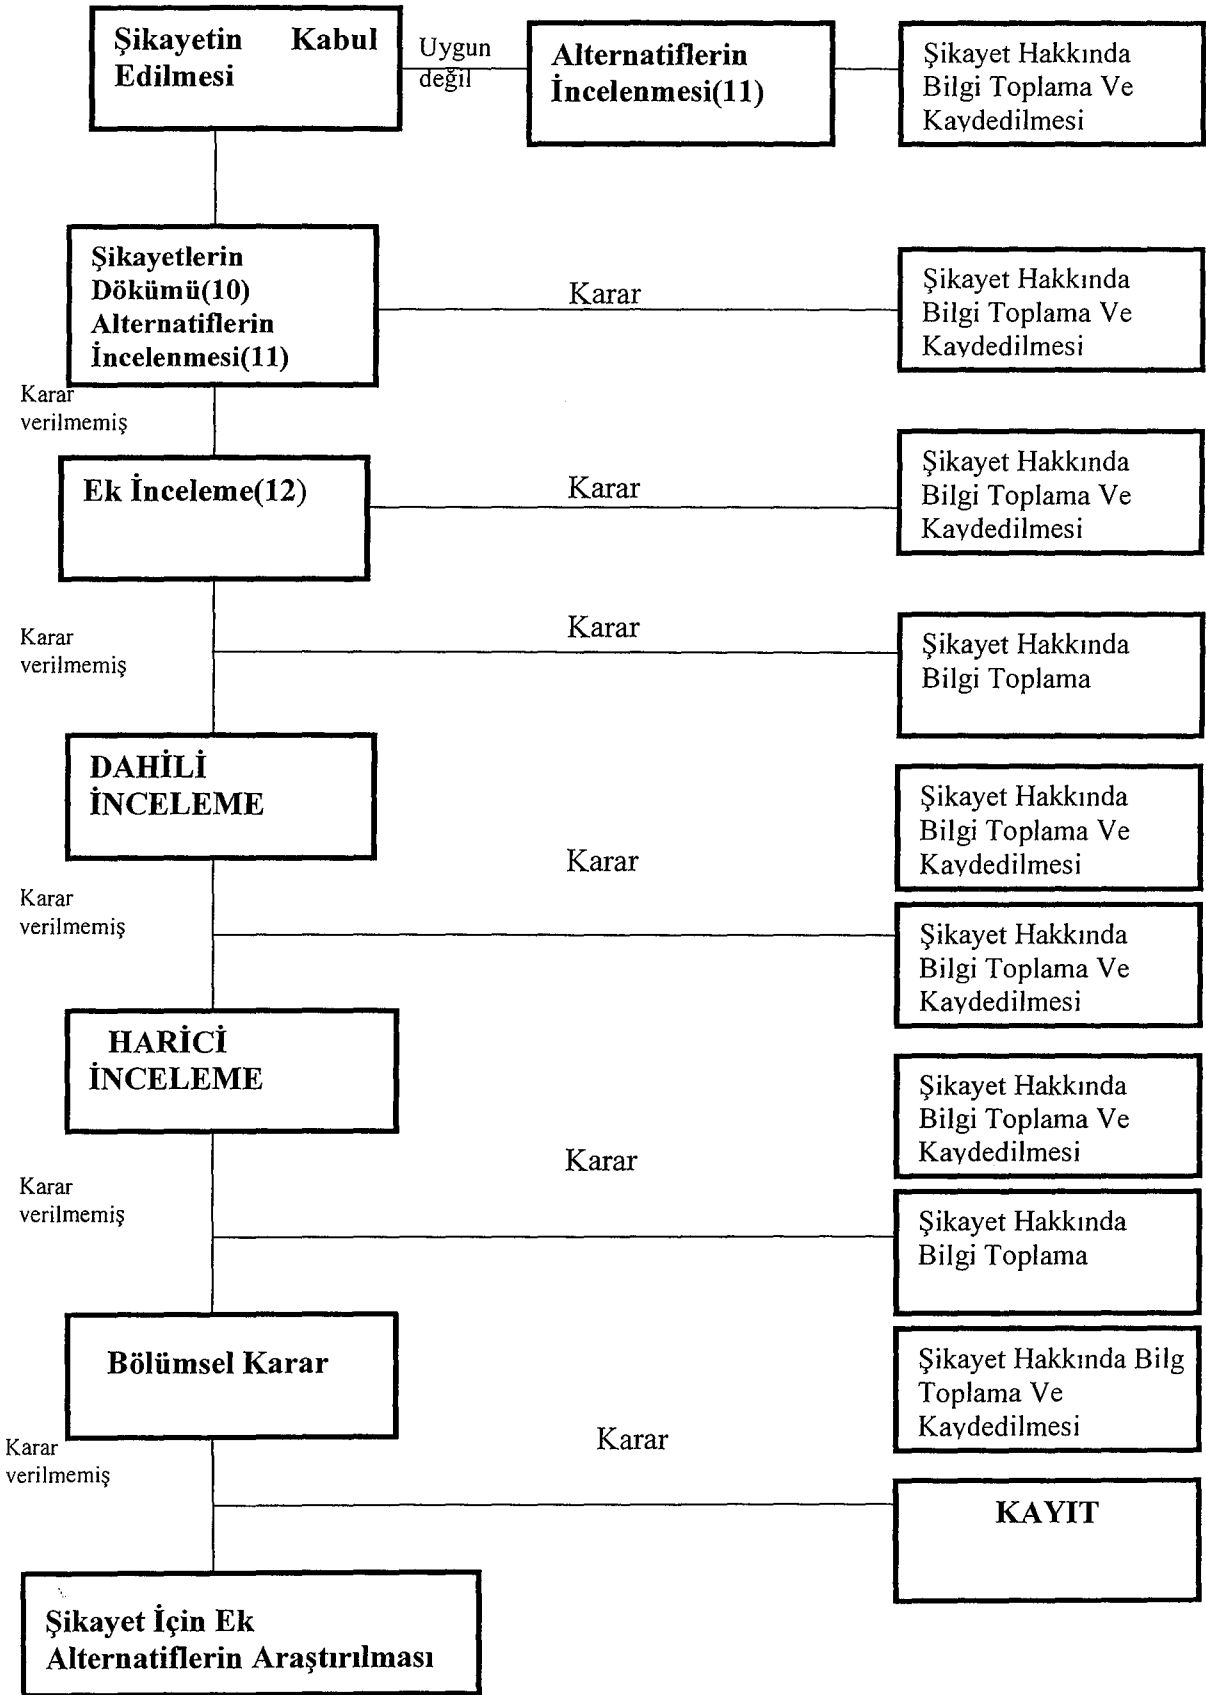 Şikayetin Kabul
Edilmesi
Uygun
değil
Alternatiflerin
İncelenmesi(11)
Şikayet Hakkında
Bilgi Toplama Ve
Kaydedilmesi
Şikayetlerin
Dökümü(10)
Alternatiflerin
İncelenmesi(11)
Karar
Şikayet Hakkında
Bilgi Toplama Ve
Kaydedilmesi
Karar
verilmemiş
Ek İnceleme(12)
Karar
Şikayet Hakkında
Bilgi Toplama Ve
Kaydedilmesi
Karar
verilmemiş
Karar
Şikayet Hakkında
Bilgi Toplama
DAHİLİ
İNCELEME
Şikayet Hakkında
Bilgi Toplama Ve
Kaydedilmesi
Karar
Karar
verilmemiş
Şikayet Hakkında
Bilgi Toplama Ve
Kaydedilmesi
HARİCİ
İNCELEME
Şikayet Hakkında
Bilgi Toplama Ve
Kaydedilmesi
Karar
Karar
verilmemiş
Şikayet Hakkında
Bilgi Toplama
Bölümsel Karar
Şikayet Hakkında Bilg
Toplama Ve
Kaydedilmesi
Karar
Karar
verilmemiş
KAYIT
Şikayet İçin Ek
Alternatiflerin Araştırılması